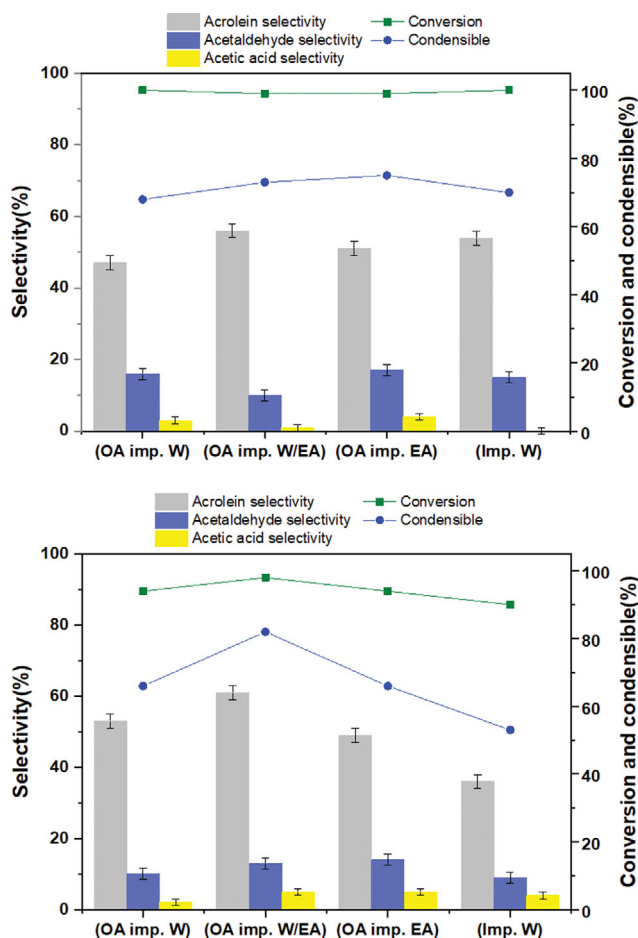 Acrolein selectivity
Conversion
Acetaldehyde selectivity
Condensible
Acetic acid selectivity
100
80
60
40
20
0
Selectivity(%)
100
80
60
40
20
0
Conversion and condensible(%)
(OA imp. W) (OA imp. W/EA) (OA imp. EA) (Imp. W)
Acrolein selectivity
Conversion
Acetaldehyde selectivity
Condensible
Acetic acid selectivity
100
80
60
40
20
0
Selectivity(%)
100
80
60
40
20
0
Conversion and condensible(%)
(OA imp. W) (OA imp. W/EA) (OA imp. EA) (Imp. W)